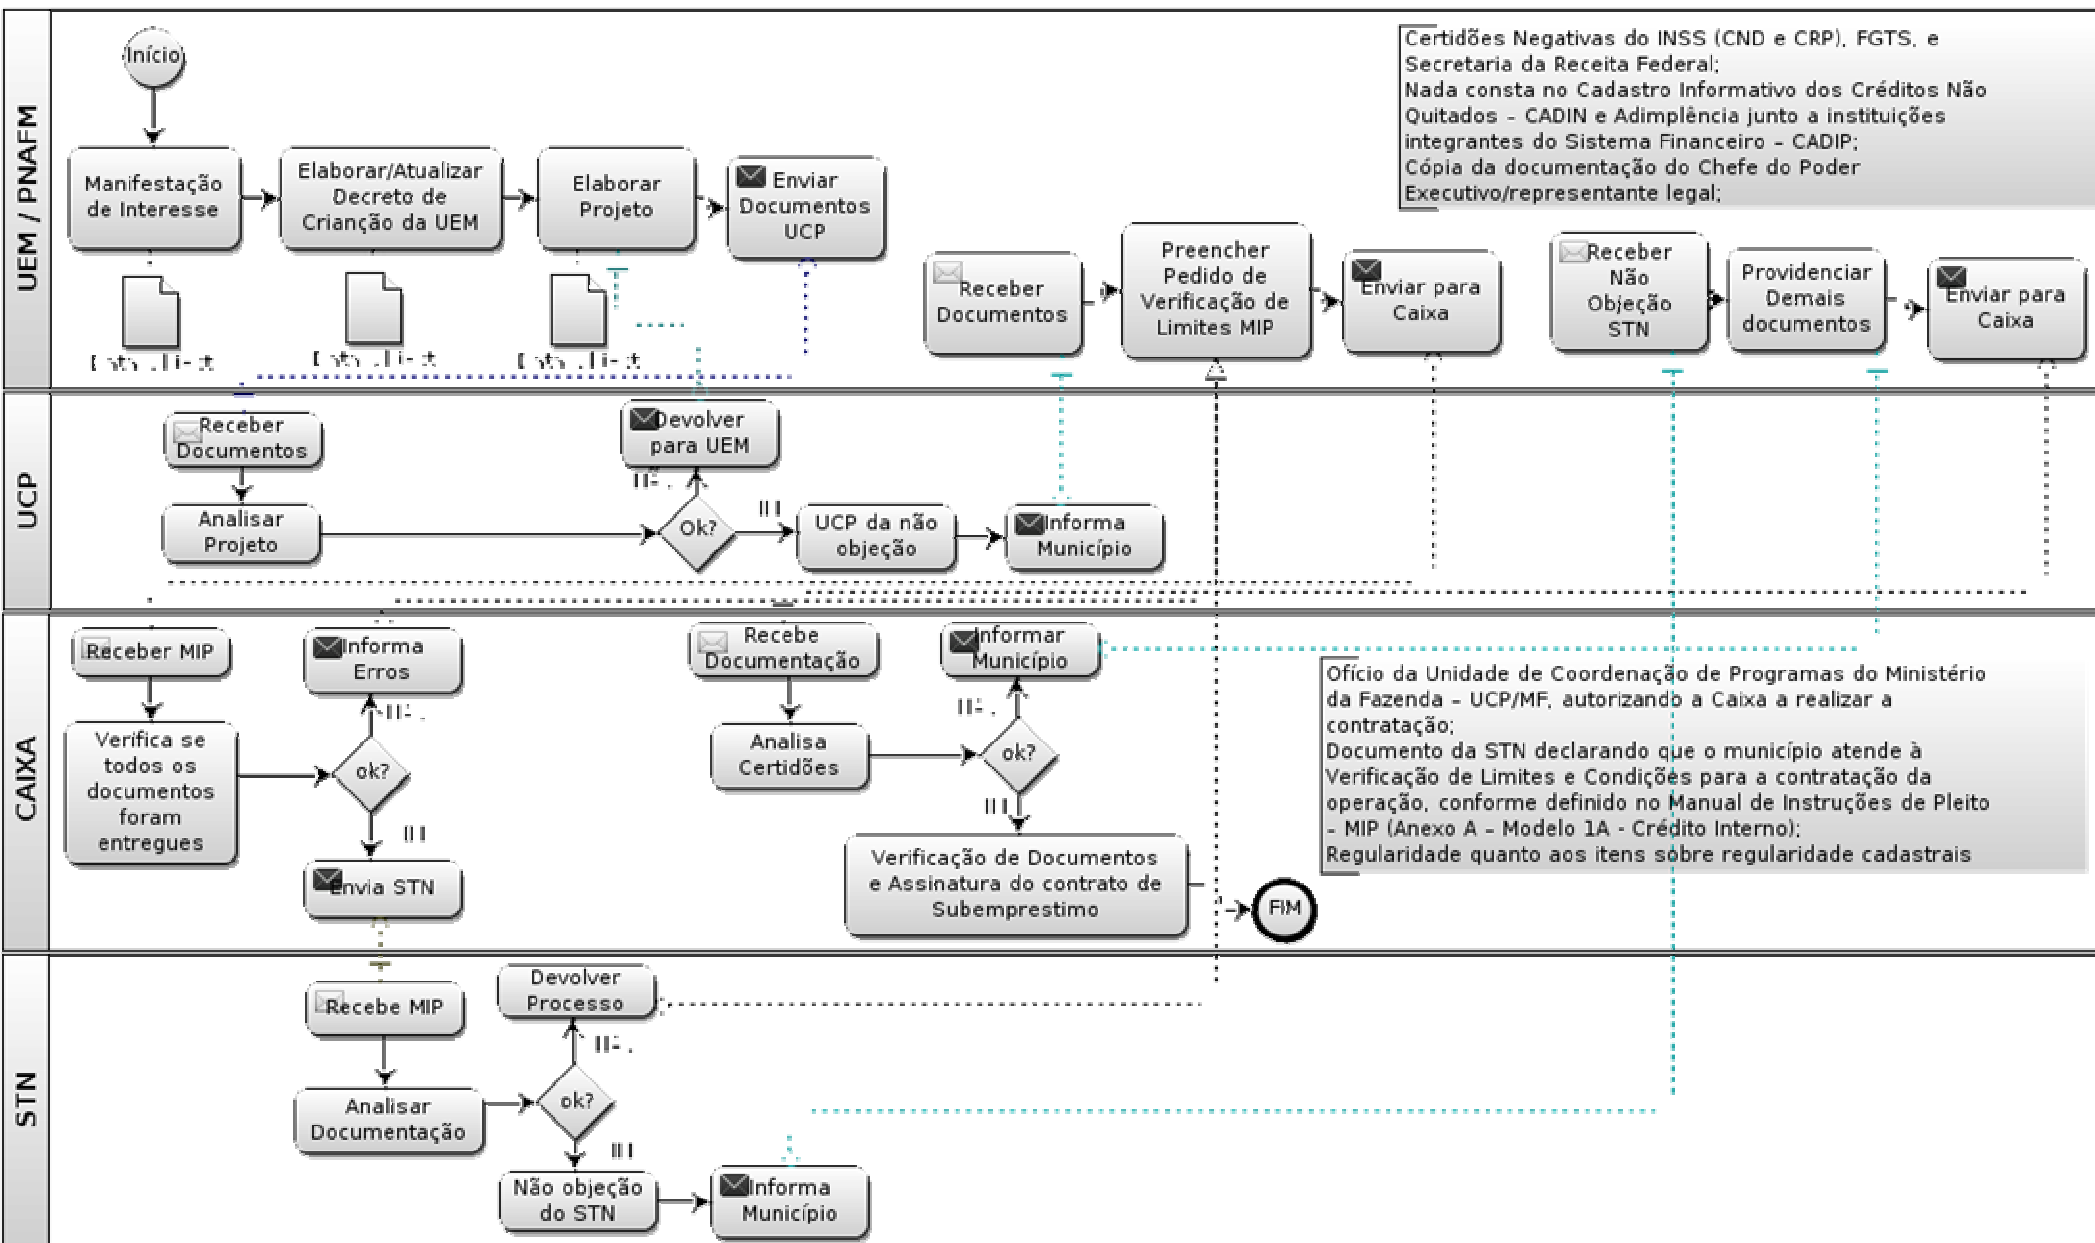 UEM / PNAFM
Início
Manifestação
de Interesse
Elaborar/Atualizar
Decreto de
Criançāo da UEM
Elaborar
Projeto
Enviar
Documentos
UCP
Receber
Documentos
Preencher
Pedido de
Verificação de
Limites MIP
Enviar para
Caixa
Receber
Não
Objeção
STN
Providenciar
Demais
documentos
Enviar para
Caixa
Certidões Negativas do INSS (CND e CRP), FGTS, e
Secretaria da Receita Federal;
Nada consta no Cadastro Informativo dos Créditos Não
Quitados – CADIN e Adimplência junto a instituições
integrantes do Sistema Financeiro – CADIP;
Cópia da documentação do Chefe do Poder
Executivo/representante legal;
UCP
Receber
Documentos
Analisar
Projeto
Ok?
Devolver
para UEM
UCP da não
objeção
Informa
Município
CAIXA
Receber MIP
Verifica se
todos os
documentos
foram
entregues
ok?
Informa
Erros
Envia STN
Recebe
Documentação
Analisa
Certidões
ok?
Informar
Município
Verificação de Documentos
e Assinatura do contrato de
Subemprestimo
FIM
Ofício da Unidade de Coordenação de Programas do Ministério
da Fazenda – UCP/MF, autorizando a Caixa a realizar a
contratação;
Documento da STN declarando que o município atende à
Verificação de Limites e Condições para a contratação da
operação, conforme definido no Manual de Instruções de Pleito
– MIP (Anexo A – Modelo 1A - Crédito Interno);
Regularidade quanto aos itens sobre regularidade cadastrais
STN
Recebe MIP
Analisar
Documentação
ok?
Devolver
Processo
Não objeção
do STN
Informa
Município